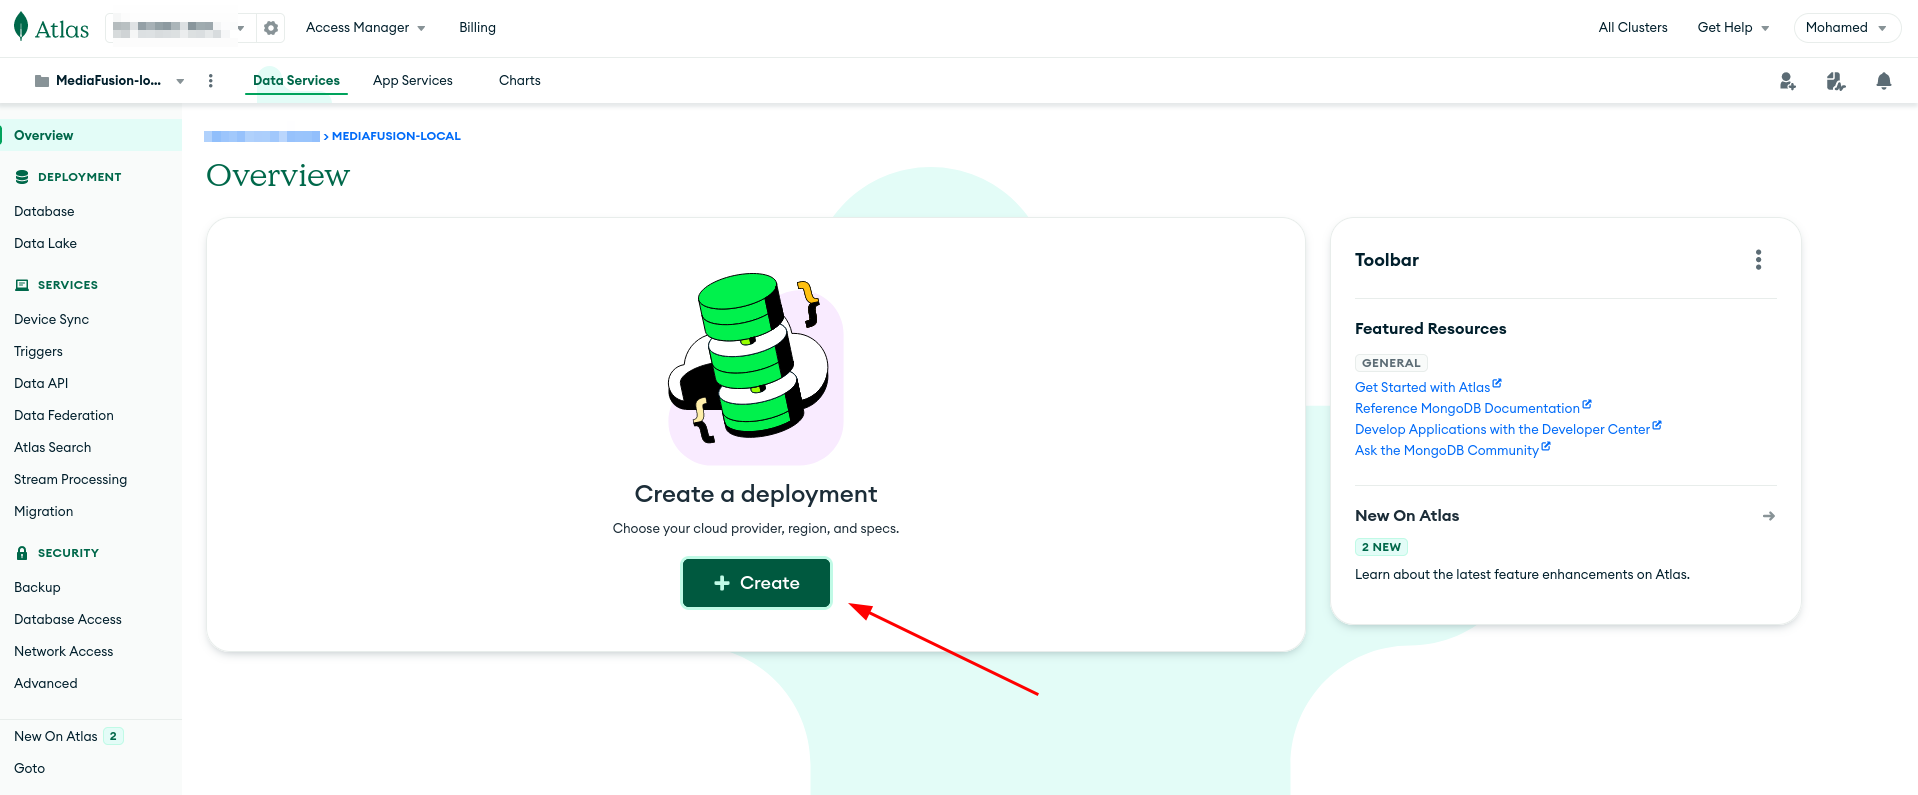 Atlas
Access Manager
Billing
All Clusters
Get Help
Mohamed
MediaFusion-lo...
Data Services
App Services
Charts
Overview
DEPLOYMENT
Database
Data Lake
SERVICES
Device Sync
Triggers
Data API
Data Federation
Atlas Search
Stream Processing
Migration
SECURITY
Backup
Database Access
Network Access
Advanced
New On Atlas 2
Goto
> MEDIAFUSION-LOCAL
Overview
Create a deployment
Choose your cloud provider, region, and specs.
+ Create
Toolbar
Featured Resources
GENERAL
Get Started with Atlas
Reference MongoDB Documentation
Develop Applications with the Developer Center
Ask the MongoDB Community
New On Atlas
2 NEW
Learn about the latest feature enhancements on Atlas.